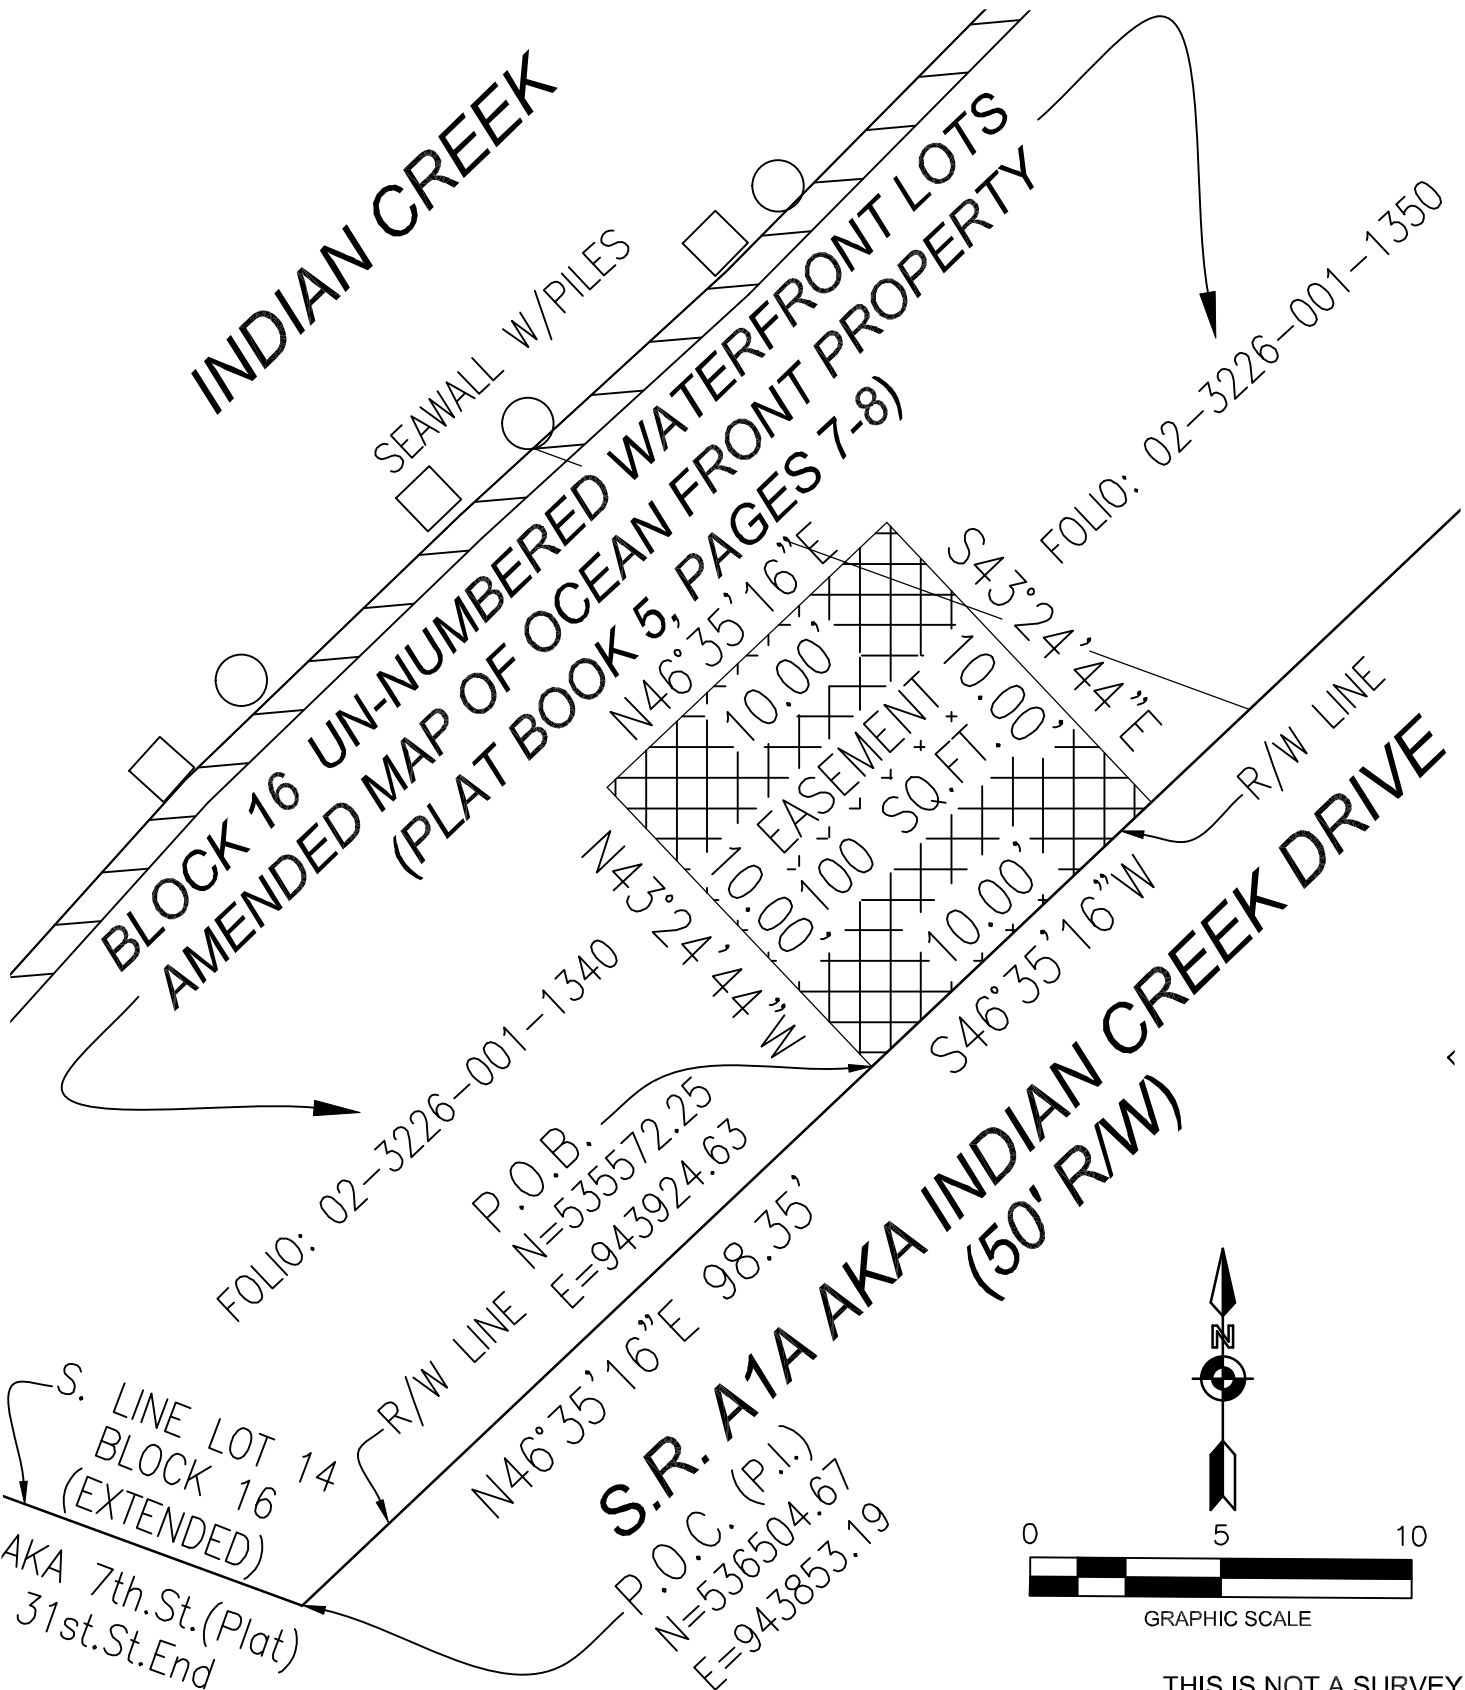 INDIAN CREEK
SEAWALL W/PILES
BLOCK 16 UN-NUMBERED WATERFRONT LOTS
AMENDED MAP OF OCEAN FRONT PROPERTY
(PLAT BOOK 5, PAGES 7-8)
FOLIO: 02-3226-001-1350
N46°35'16"E
10.00'
S43°24'44"E
10.00'
EASEMENT
100 SQ.FT.
N43°24'44"W
10.00'
S46°35'16"W
10.00'
R/W LINE
FOLIO: 02-3226-001-1340
P.O.B.
N=535572.25
E=943924.63
R/W LINE
N46°35'16"E 98.35'
S.R. A1A AKA INDIAN CREEK DRIVE
(50' R/W)
S. LINE LOT 14
BLOCK 16
(EXTENDED)
AKA 7th.St.(Plat)
31st.St.End
P.O.C. (P.I.)
N=536504.67
E=943853.19
N
0 5 10
GRAPHIC SCALE
THIS IS NOT A SURVEY